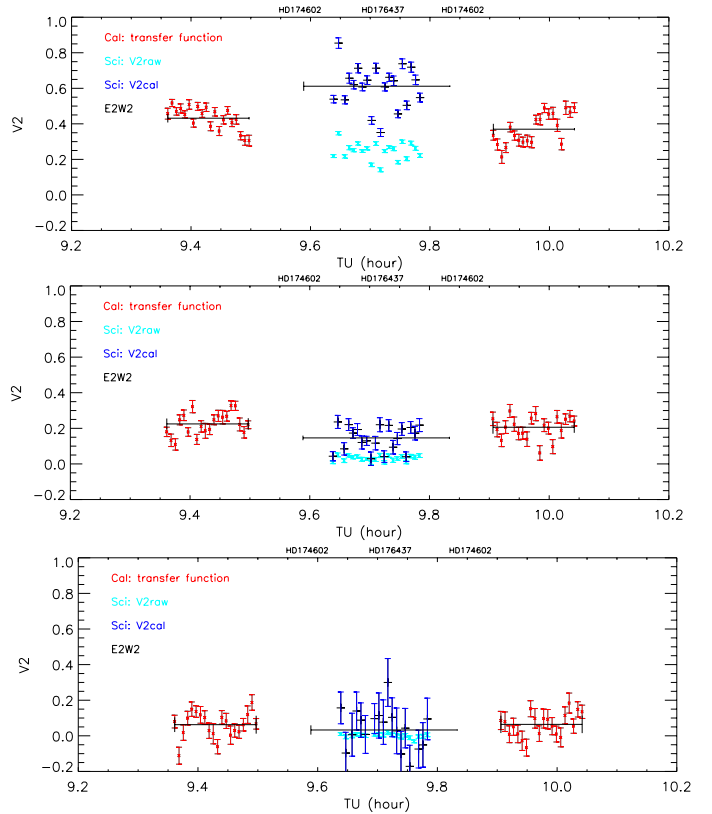 HD174602 HD176437 HD174602
1.0
Cal: transfer function
0.8
Sci: V2raw
0.6
Sci: V2cal
E2W2
0.4
V2
0.2
0.0
-0.2
9.2 9.4 9.6 9.8 10.0 10.2
TU (hour)
HD174602 HD176437 HD174602
1.0
Cal: transfer function
0.8
Sci: V2raw
Sci: V2cal
0.6
E2W2
0.4
V2
0.2
0.0
-0.2
9.2 9.4 9.6 9.8 10.0 10.2
TU (hour)
HD174602 HD176437 HD174602
1.0
Cal: transfer function
0.8
Sci: V2raw
Sci: V2cal
0.6
E2W2
0.4
V2
0.2
0.0
-0.2
9.2 9.4 9.6 9.8 10.0 10.2
TU (hour)